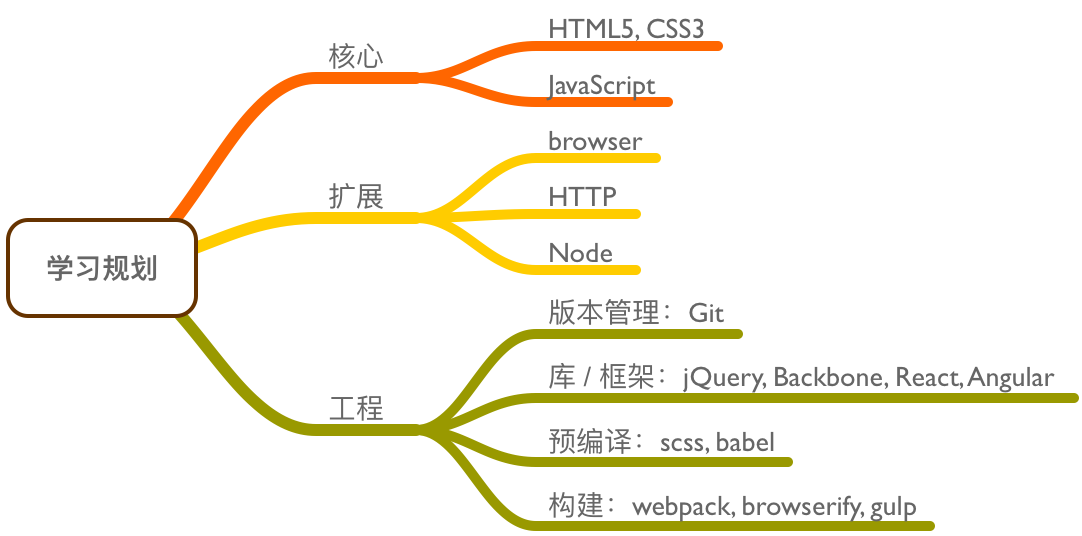 学习规划
核心
HTML5, CSS3
JavaScript
扩展
browser
HTTP
Node
工程
版本管理：Git
库 / 框架：jQuery, Backbone, React, Angular
预编译：scss, babel
构建：webpack, browserify, gulp